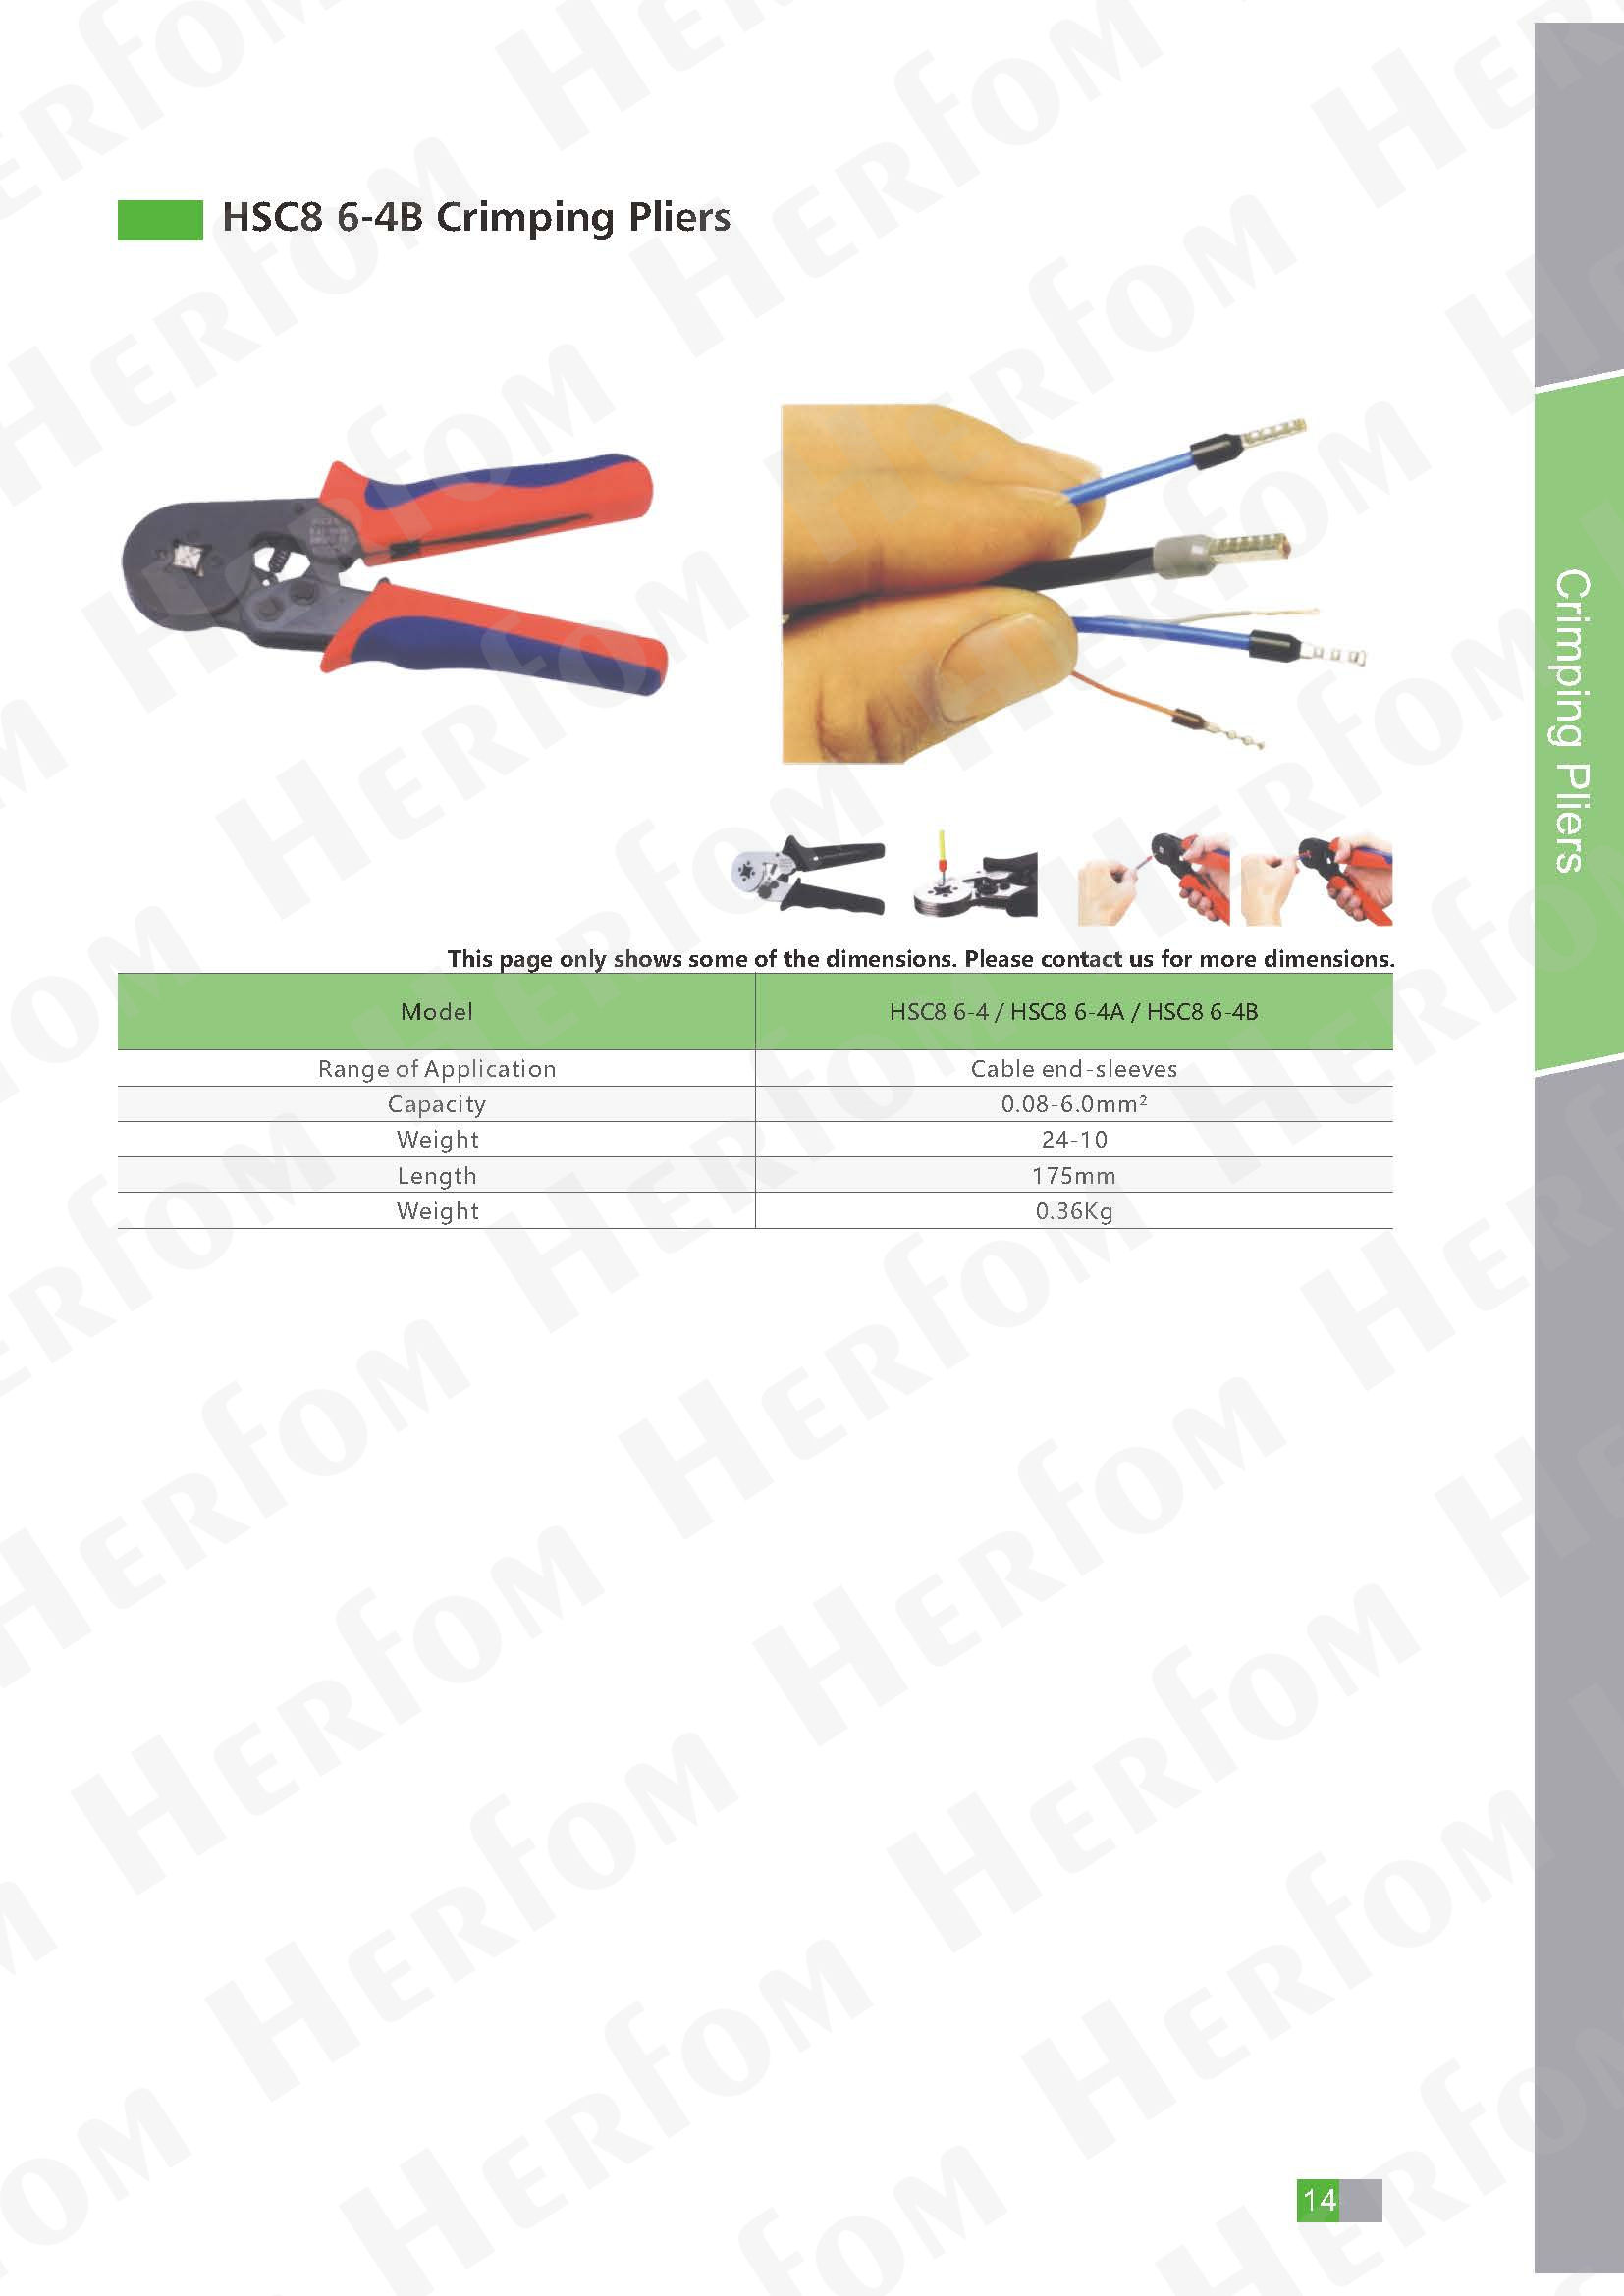 HSC8 6-4B Crimping Pliers
Crimping Pliers
This page only shows some of the dimensions. Please contact us for more dimensions.
Model HSC8 6-4 / HSC8 6-4A / HSC8 6-4B
Range of Application Cable end-sleeves
Capacity 0.08-6.0mm²
Weight 24-10
Length 175mm
Weight 0.36Kg
14
HERFOM